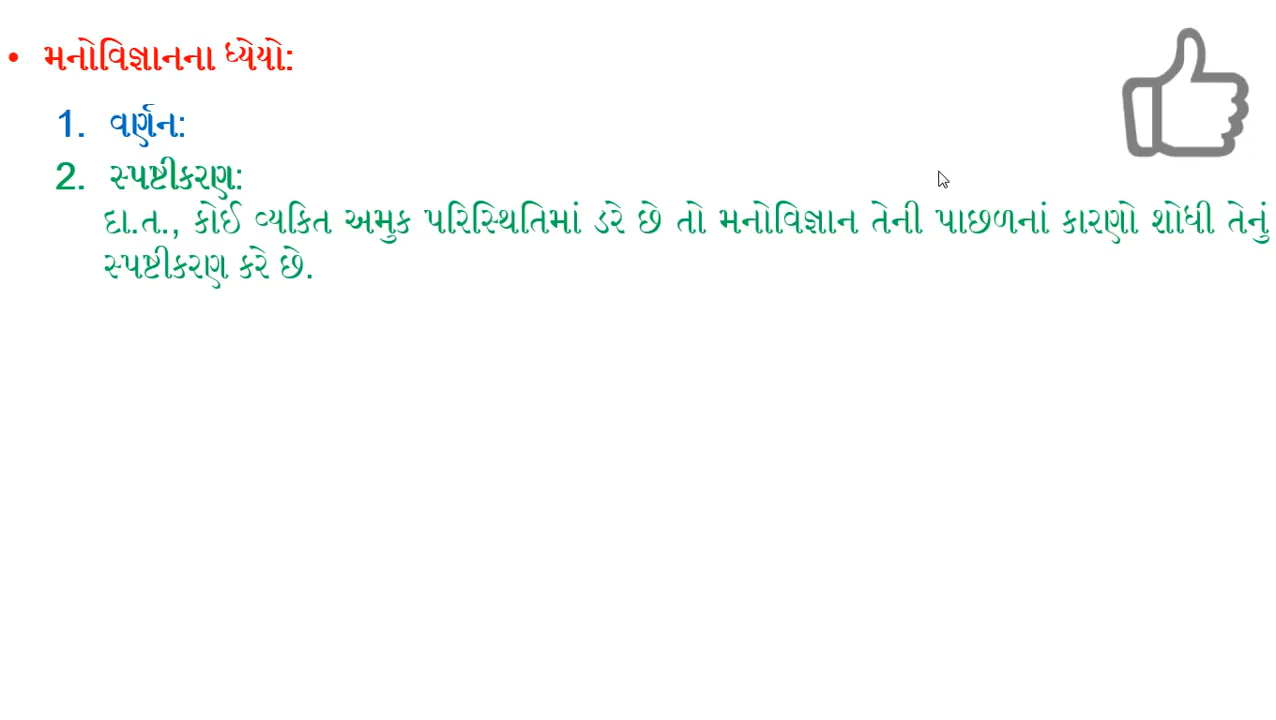 • મનોવિજ્ઞાનના ધ્યેયો:
1. વર્ણન:
2. સ્પષ્ટીકરણ:
દા.ત., કોઈ વ્યકિત અમુક પરિસ્થિતિમાં ડરે છે તો મનોવિજ્ઞાન તેની પાછળનાં કારણો શોધી તેનું
સ્પષ્ટીકરણ કરે છે.